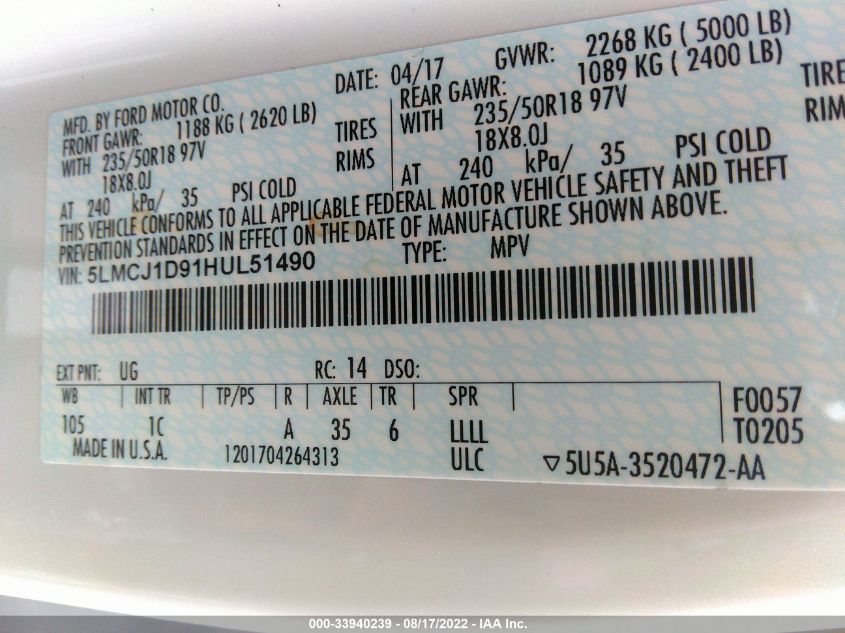 MFD. BY FORD MOTOR CO.
DATE: 04/17
GVWR: 2268 KG ( 5000 LB)
FRONT GAWR: 1188 KG ( 2620 LB)
REAR GAWR: 1089 KG ( 2400 LB)
WITH 235/50R18 97V TIRES
WITH 235/50R18 97V TIRE
18X8.0J RIMS
18X8.0J RIM
AT 240 kPa/ 35 PSI COLD
AT 240 kPa/ 35 PSI COLD
THIS VEHICLE CONFORMS TO ALL APPLICABLE FEDERAL MOTOR VEHICLE SAFETY AND THEFT
PREVENTION STANDARDS IN EFFECT ON THE DATE OF MANUFACTURE SHOWN ABOVE.
VIN: 5LMCJ1D91HUL51490 TYPE: MPV
EXT PNT: UG RC: 14 DSO:
WB INT TR TP/PS R AXLE TR SPR F0057
105 1C A 35 6 LLLL T0205
MADE IN U.S.A. 1201704264313 ULC ▽5U5A-3520472-AA
000-33940239 - 08/17/2022 - IAA Inc.